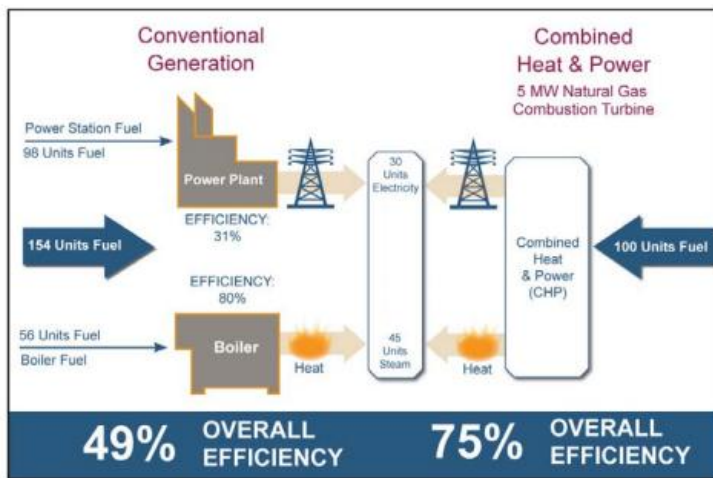 Conventional
Generation
Combined
Heat & Power
5 MW Natural Gas
Combustion Turbine
Power Station Fuel
98 Units Fuel
Power Plant
30
Units
Electricity
EFFICIENCY:
31%
154 Units Fuel
Combined
Heat
& Power
(CHP)
100 Units Fuel
EFFICIENCY:
80%
56 Units Fuel
Boiler Fuel
Boiler
Heat
45
Units
Steam
Heat
49% OVERALL
EFFICIENCY
75% OVERALL
EFFICIENCY